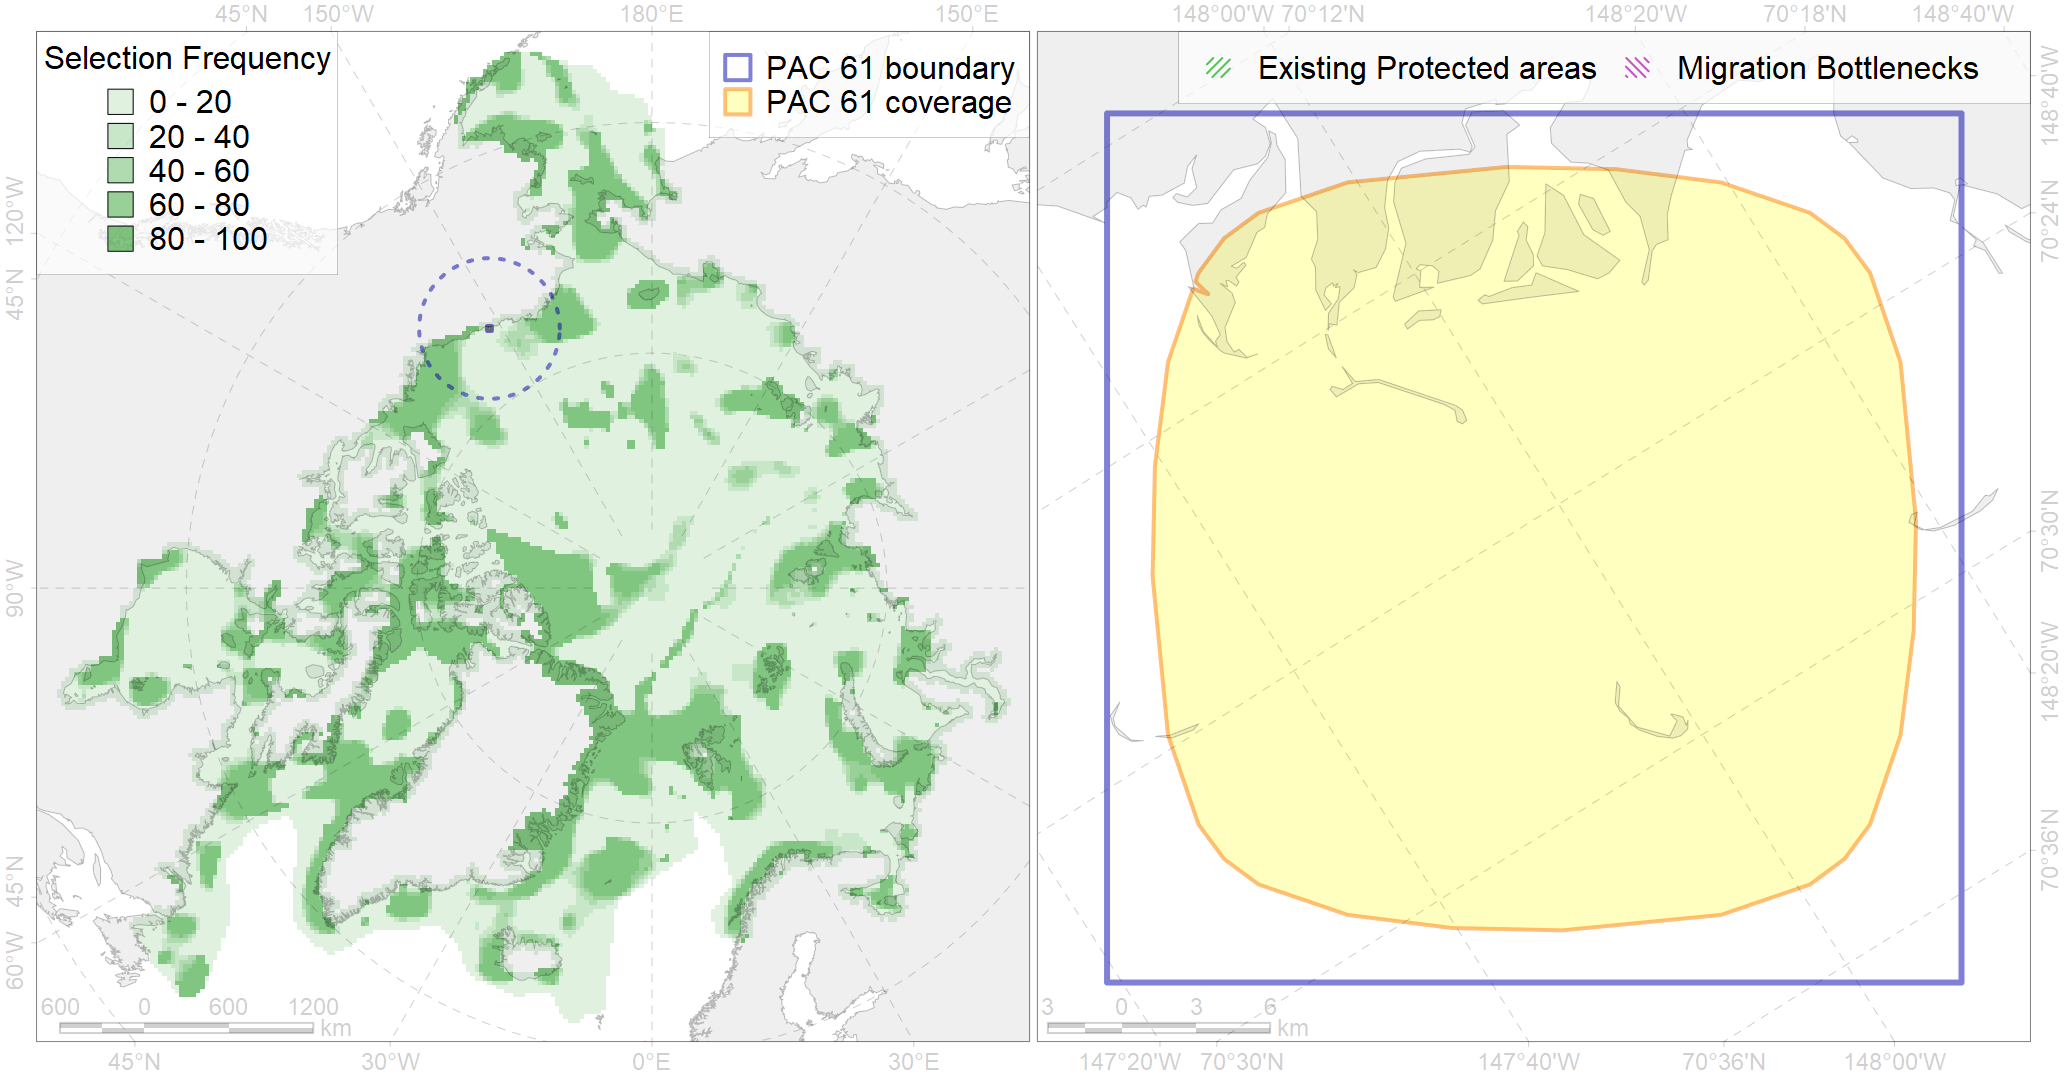 45°N 150°W 180°E 150°E 148°00'W 70°12'N 148°20'W 70°18'N 148°40'W
Selection Frequency
0 - 20
20 - 40
40 - 60
60 - 80
80 - 100
PAC 61 boundary
PAC 61 coverage
Existing Protected areas Migration Bottlenecks
120°W
45°N
90°W
45°N
60°W
148°40'W
70°24'N
70°30'N
148°20'W
70°36'N
600 0 600 1200 km
3 0 3 6 km
45°N 30°W 0°E 30°E 147°20'W 70°30'N 147°40'W 70°36'N 148°00'W